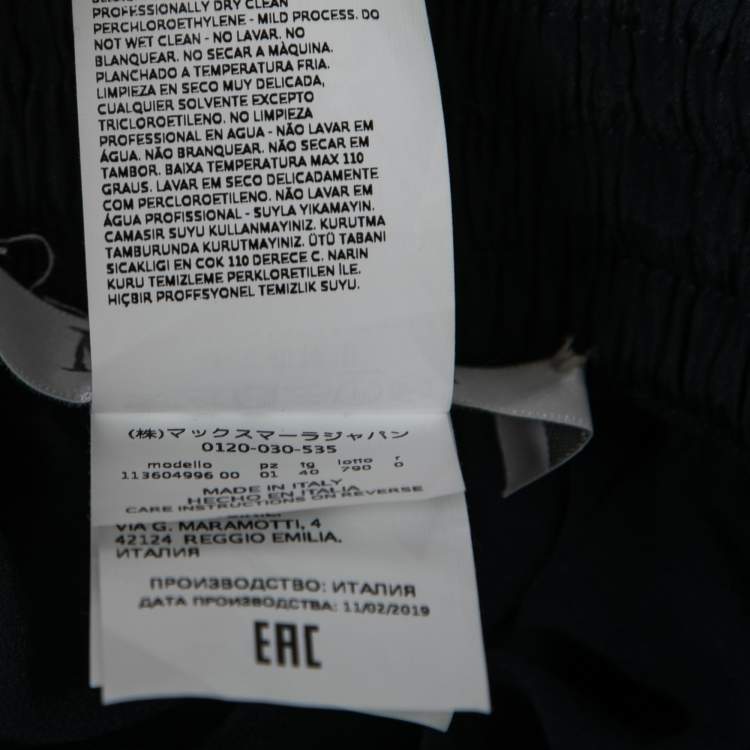 PROFESSIONALLY DRY CLEAN
PERCHLOROETHYLENE - MILD PROCESS. DO
NOT WET CLEAN - NO LAVAR. NO
BLANQUEAR. NO SECAR A MÀQUINA.
PLANCHADO A TEMPERATURA FRIA.
LIMPIEZA EN SECO MUY DELICADA,
CUALQUIER SOLVENTE EXCEPTO
TRICLOROETILENO. NO LIMPIEZA
PROFESSIONAL EN AGUA - NÃO LAVAR EM
ÁGUA. NÃO BRANQUEAR. NÃO SECAR EM
TAMBOR. BAIXA TEMPERATURA MAX 110
GRAUS. LAVAR EM SECO DELICADAMENTE
COM PERCLOROETILENO. NÃO LAVAR EM
ÁGUA PROFISSIONAL - SUYLA YIKAMAYIN.
CAMASIR SUYU KULLANMAYINIZ. KURUTMA
TAMBURUNDA KURUTMAYINIZ. ÜTÜ TABANI
SICAKLIGI EN COK 110 DERECE C. NARIN
KURU TEMIZLEME PERKLORETILEN ILE.
HIÇBIR PROFFSYONEL TEMIZLIK SUYU.
(株)マックスマーラジャパン
0120-030-535
modello pz tg lotto r
113604996 00 01 40 790 0
MADE IN ITALY
HECHO EN ITALIA
CARE INSTRUCTIONS ON REVERSE
VIA G. MARAMOTTI, 4
42124 REGGIO EMILIA,
ИТАЛИЯ
ПРОИЗВОДСТВО: ИТАЛИЯ
ДАТА ПРОИЗВОДСТВА: 11/02/2019
EAC